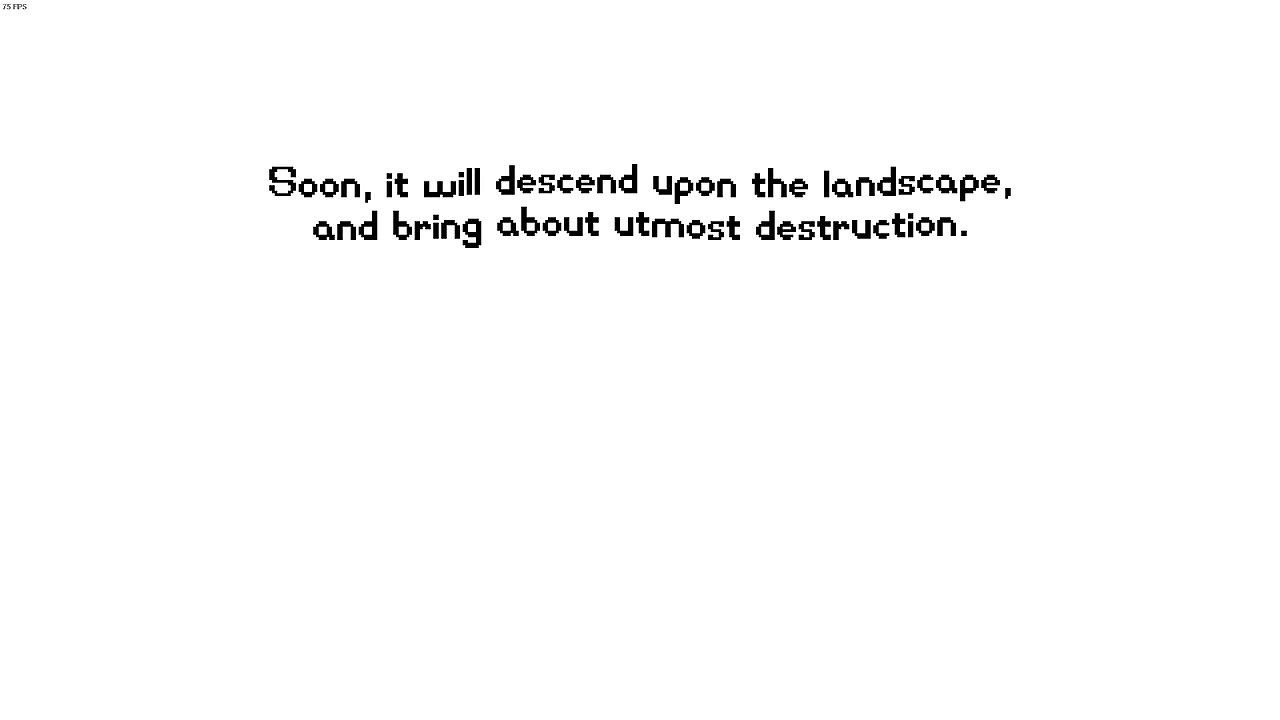 75 FPS
Soon, it will descend upon the landscape,
and bring about utmost destruction.